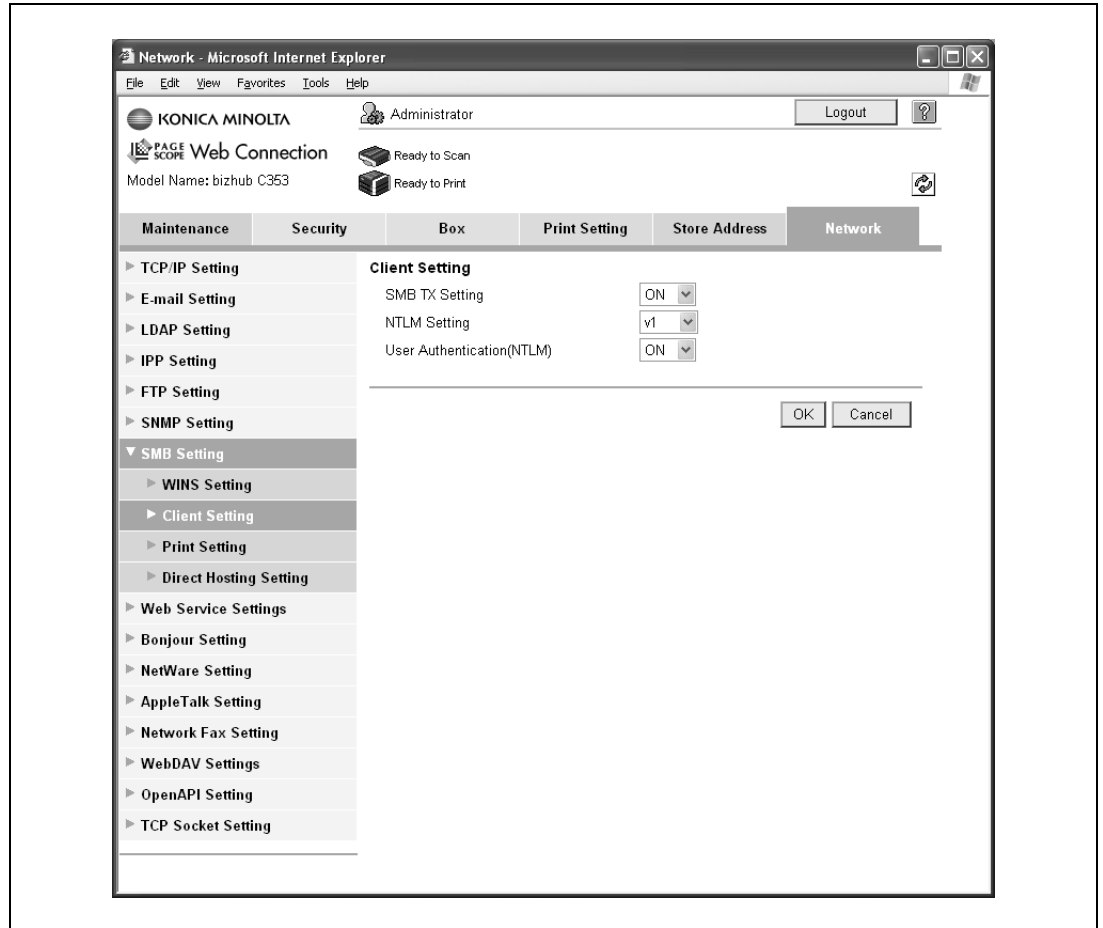 Network - Microsoft Internet Explorer
File Edit View Favorites Tools Help
KONICA MINOLTA
Administrator
Logout
?
PAGE SCOPE Web Connection
Ready to Scan
Model Name: bizhub C353
Ready to Print
Maintenance Security Box Print Setting Store Address Network
TCP/IP Setting
E-mail Setting
LDAP Setting
IPP Setting
FTP Setting
SNMP Setting
SMB Setting
WINS Setting
Client Setting
Print Setting
Direct Hosting Setting
Web Service Settings
Bonjour Setting
NetWare Setting
AppleTalk Setting
Network Fax Setting
WebDAV Settings
OpenAPI Setting
TCP Socket Setting
Client Setting
SMB TX Setting ON
NTLM Setting v1
User Authentication(NTLM) ON
OK Cancel